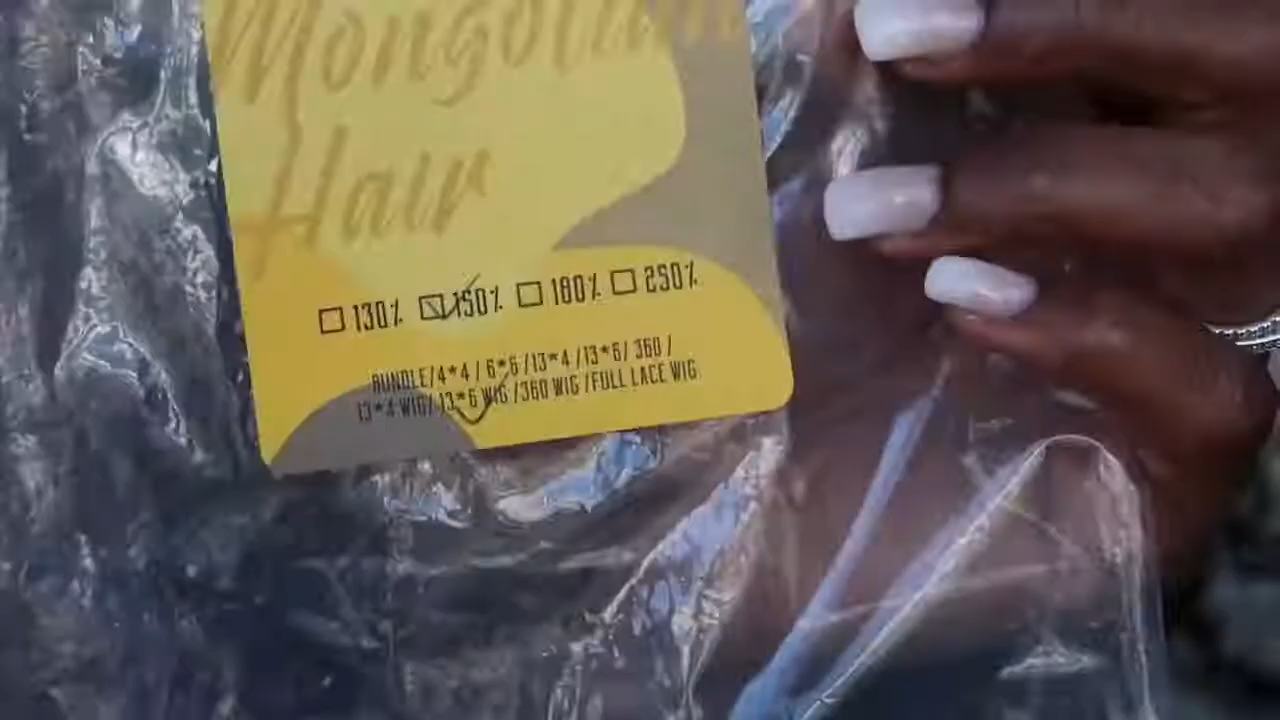 Mongolian
Hair
130% 150% 180% 250%
BUNDLE/4*4 / 6*6 /13*4 /13*6/ 360 /
13*4 WIG/ 13*6 WIG /360 WIG /FULL LACE WIG